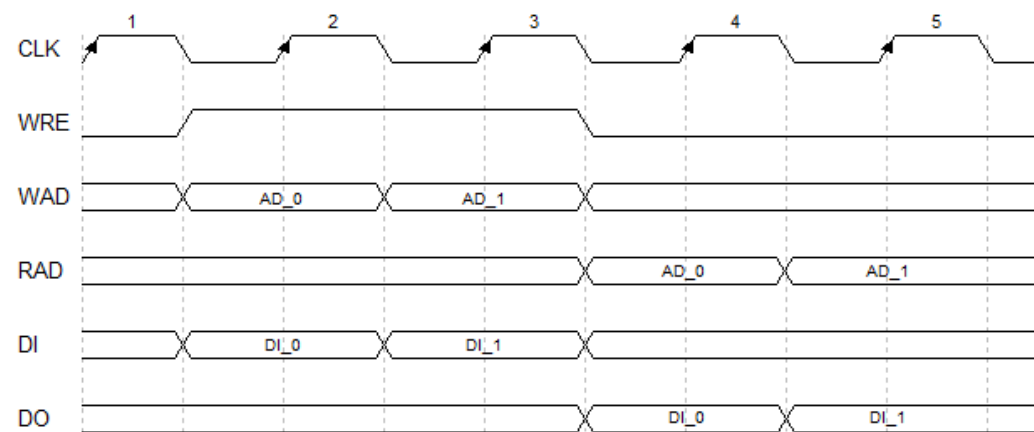 1 2 3 4 5
CLK
WRE
WAD AD_0 AD_1
RAD AD_0 AD_1
DI DI_0 DI_1
DO DI_0 DI_1